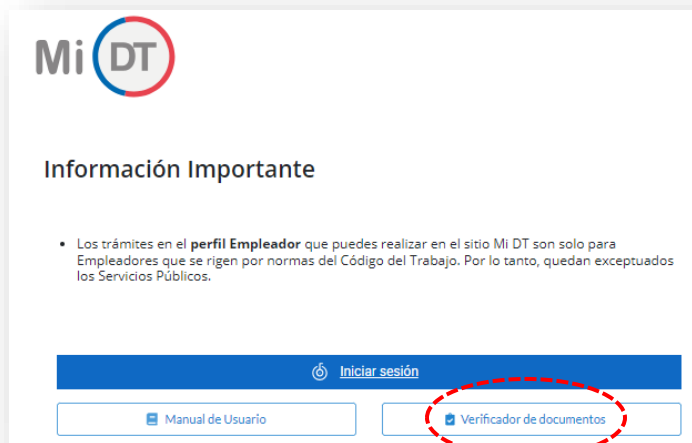 Mi DT
Información Importante
• Los trámites en el perfil Empleador que puedes realizar en el sitio Mi DT son solo para
Empleadores que se rigen por normas del Código del Trabajo. Por lo tanto, quedan exceptuados
los Servicios Públicos.
Iniciar sesión
Manual de Usuario
Verificador de documentos